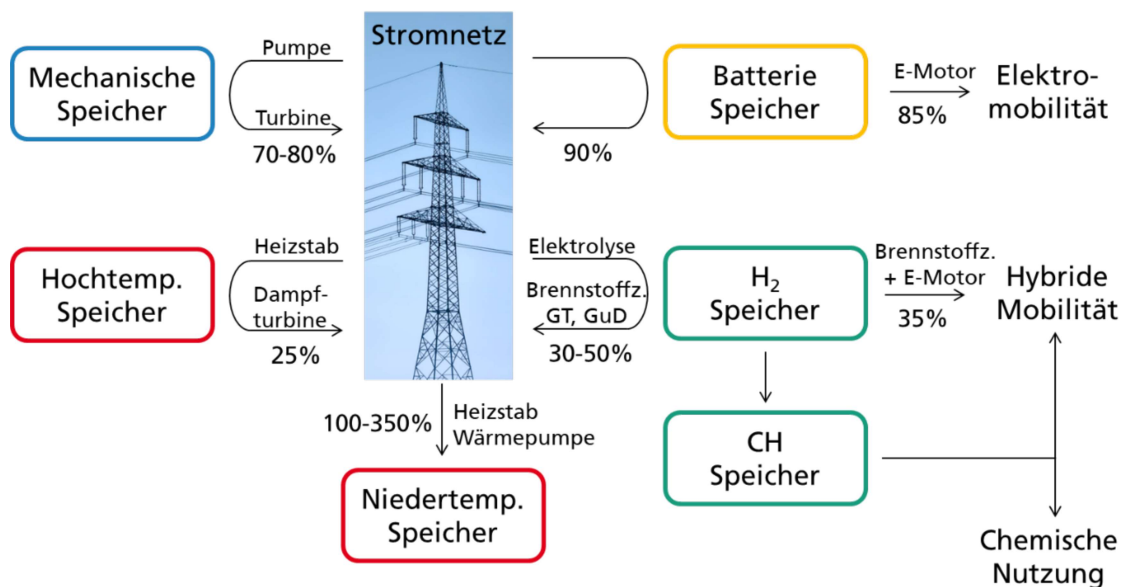 Stromnetz
Pumpe
Mechanische
Speicher
Turbine
70-80%
90%
Batterie
Speicher
E-Motor
85%
Elektro-
mobilität
Heizstab
Hochtemp.
Speicher
Dampf-
turbine
25%
Elektrolyse
Brennstoffz.
GT, GuD
30-50%
H₂
Speicher
Brennstoffz.
+ E-Motor
35%
Hybride
Mobilität
100-350%
Heizstab
Wärmepumpe
CH
Speicher
Niedertemp.
Speicher
Chemische
Nutzung